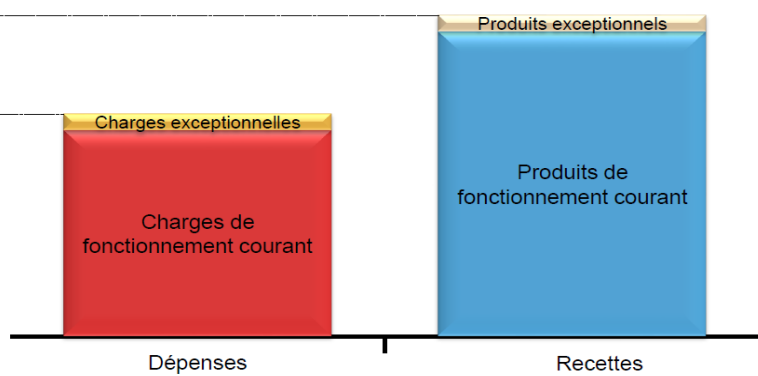 Produits exceptionnels
Charges exceptionnelles
Produits de
fonctionnement courant
Charges de
fonctionnement courant
Dépenses
Recettes